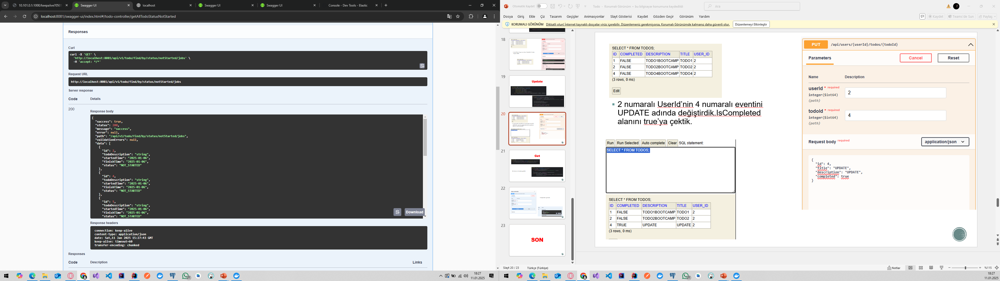 10.101.0.1:1000/keepalive?050
Swagger UI
localhost
Swagger UI
Swagger UI
Console - Dev Tools - Elastic
localhost:8081/swagger-ui/index.html#/todo-controller/getAllTodoStatusNotStarted
Responses
Curl
curl -X 'GET' \
'http://localhost:8081/api/v1/todo/find/by/status/notStarted/jobs' \
-H 'accept: */*'
Request URL
http://localhost:8081/api/v1/todo/find/by/status/notStarted/jobs
Server response
Code Details
200
Response body
{
"success": true,
"status": 200,
"message": "success",
"error": null,
"path": "/api/v1/todo/find/by/status/notStarted/jobs",
"validationErrors": null,
"data": [
{
"id": 2,
"todoDescription": "string",
"startedTime": "2025-01-06",
"finishTime": "2025-01-06",
"status": "NOT_STARTED"
},
{
"id": 4,
"todoDescription": "string",
"startedTime": "2025-01-06",
"finishTime": "2025-01-06",
"status": "NOT_STARTED"
},
{
"id": 5,
"todoDescription": "string",
"startedTime": "2025-01-06",
"finishTime": "2025-01-06",
"status": "NOT_STARTED"
Download
Response headers
connection: keep-alive
content-type: application/json
date: Sat,11 Jan 2025 15:27:43 GMT
keep-alive: timeout=60
transfer-encoding: chunked
Responses
Code Description Links
21
18:27
11.01.2025
Otomatik Kaydet
Todo - Korumalı Görünüm • bu bilgisayar konumuna kaydedildi
Ara
Dosya Giriş Ekle Çiz Tasarım Geçişler Animasyonlar Slayt Gösterisi Kaydet Gözden Geçir Görünüm Yardım
Kaydet Teams'de Sun Paylaş
KORUMALI GÖRÜNÜM Dikkatli olun! İnternet kaynaklı dosyalar virüs içerebilir. Düzenlemeniz gerekmiyorsa, Korumalı Görünümde kalmanız daha güvenli olur. Düzenlemeyi Etkinleştir
18
19
Update
20
21
Get
22
23
SON
SELECT * FROM TODOS;
ID COMPLETED DESCRIPTION TITLE USER_ID
1 FALSE TODO1BOOTCAMP TODO1 2
2 FALSE TODO2BOOTCAMP TODO2 2
4 FALSE TODO4BOOTCAMP TODO4 2
(3 rows, 0 ms)
Edit
2 numaralı UserId'nin 4 numaralı eventini
UPDATE adında değiştirdik.IsCompleted
alanını true'ya çektik.
Run Run Selected Auto complete Clear SQL statement:
SELECT * FROM TODOS;
SELECT * FROM TODOS;
ID COMPLETED DESCRIPTION TITLE USER_ID
1 FALSE TODO1BOOTCAMP TODO1 2
2 FALSE TODO2BOOTCAMP TODO2 2
4 TRUE UPDATE UPDATE 2
(3 rows, 0 ms)
PUT /api/users/{userId}/todos/{todoId}
Parameters Cancel Reset
Name Description
userId * required
integer($int64)
(path)
2
todoId * required
integer($int64)
(path)
4
Request body required application/json
{
"id": 4,
"title": "UPDATE",
"description": "UPDATE",
"completed": true
}
Slayt 20 / 23 Türkçe (Türkiye)
Notlar
%115
21
18:27
11.01.2025